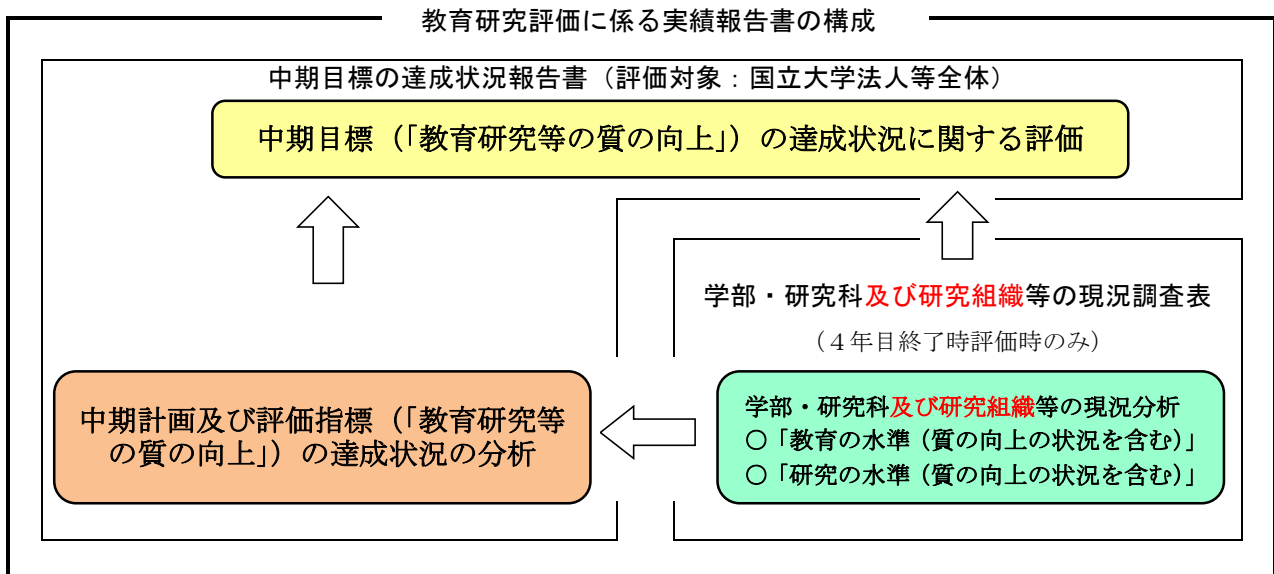 教育研究評価に係る実績報告書の構成
中期目標の達成状況報告書（評価対象：国立大学法人等全体）
中期目標（「教育研究等の質の向上」）の達成状況に関する評価
学部・研究科及び研究組織等の現況調査表
（４年目終了時評価時のみ）
中期計画及び評価指標（「教育研究等
の質の向上」）の達成状況の分析
学部・研究科及び研究組織等の現況分析
○「教育の水準（質の向上の状況を含む）」
○「研究の水準（質の向上の状況を含む）」